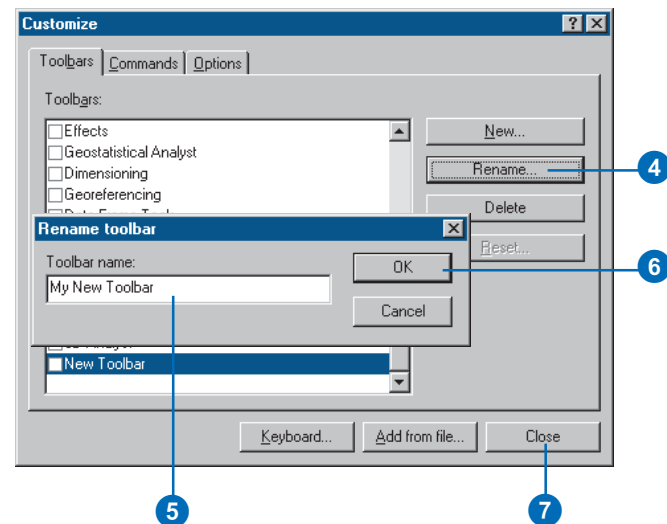 Customize
Toolbars Commands Options
Toolbars:
Effects
Geostatistical Analyst
Dimensioning
Georeferencing
New...
Rename...
Delete
Reset...
4
Rename toolbar
Toolbar name:
My New Toolbar
OK
Cancel
6
New Toolbar
Keyboard... Add from file... Close
5 7